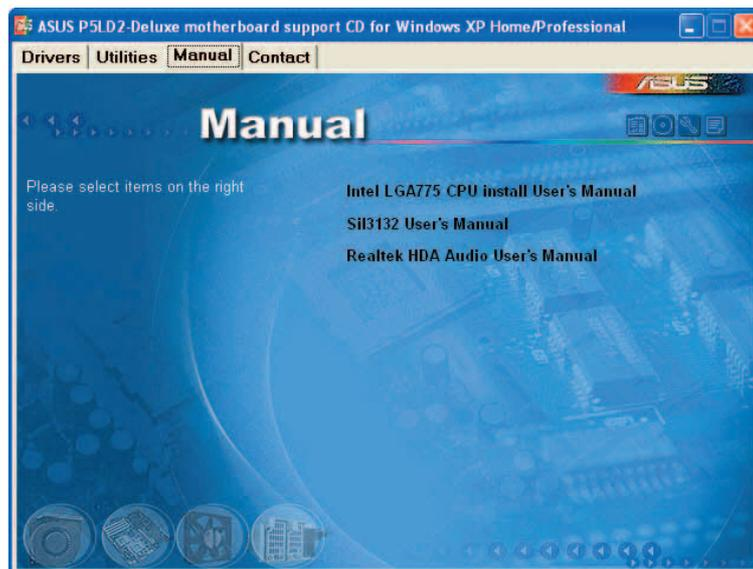 ASUS P5LD2-Deluxe motherboard support CD for Windows XP Home/Professional
Drivers Utilities Manual Contact
ASUS
Manual
Please select items on the right
side.
Intel LGA775 CPU install User's Manual
Sil3132 User's Manual
Realtek HDA Audio User's Manual